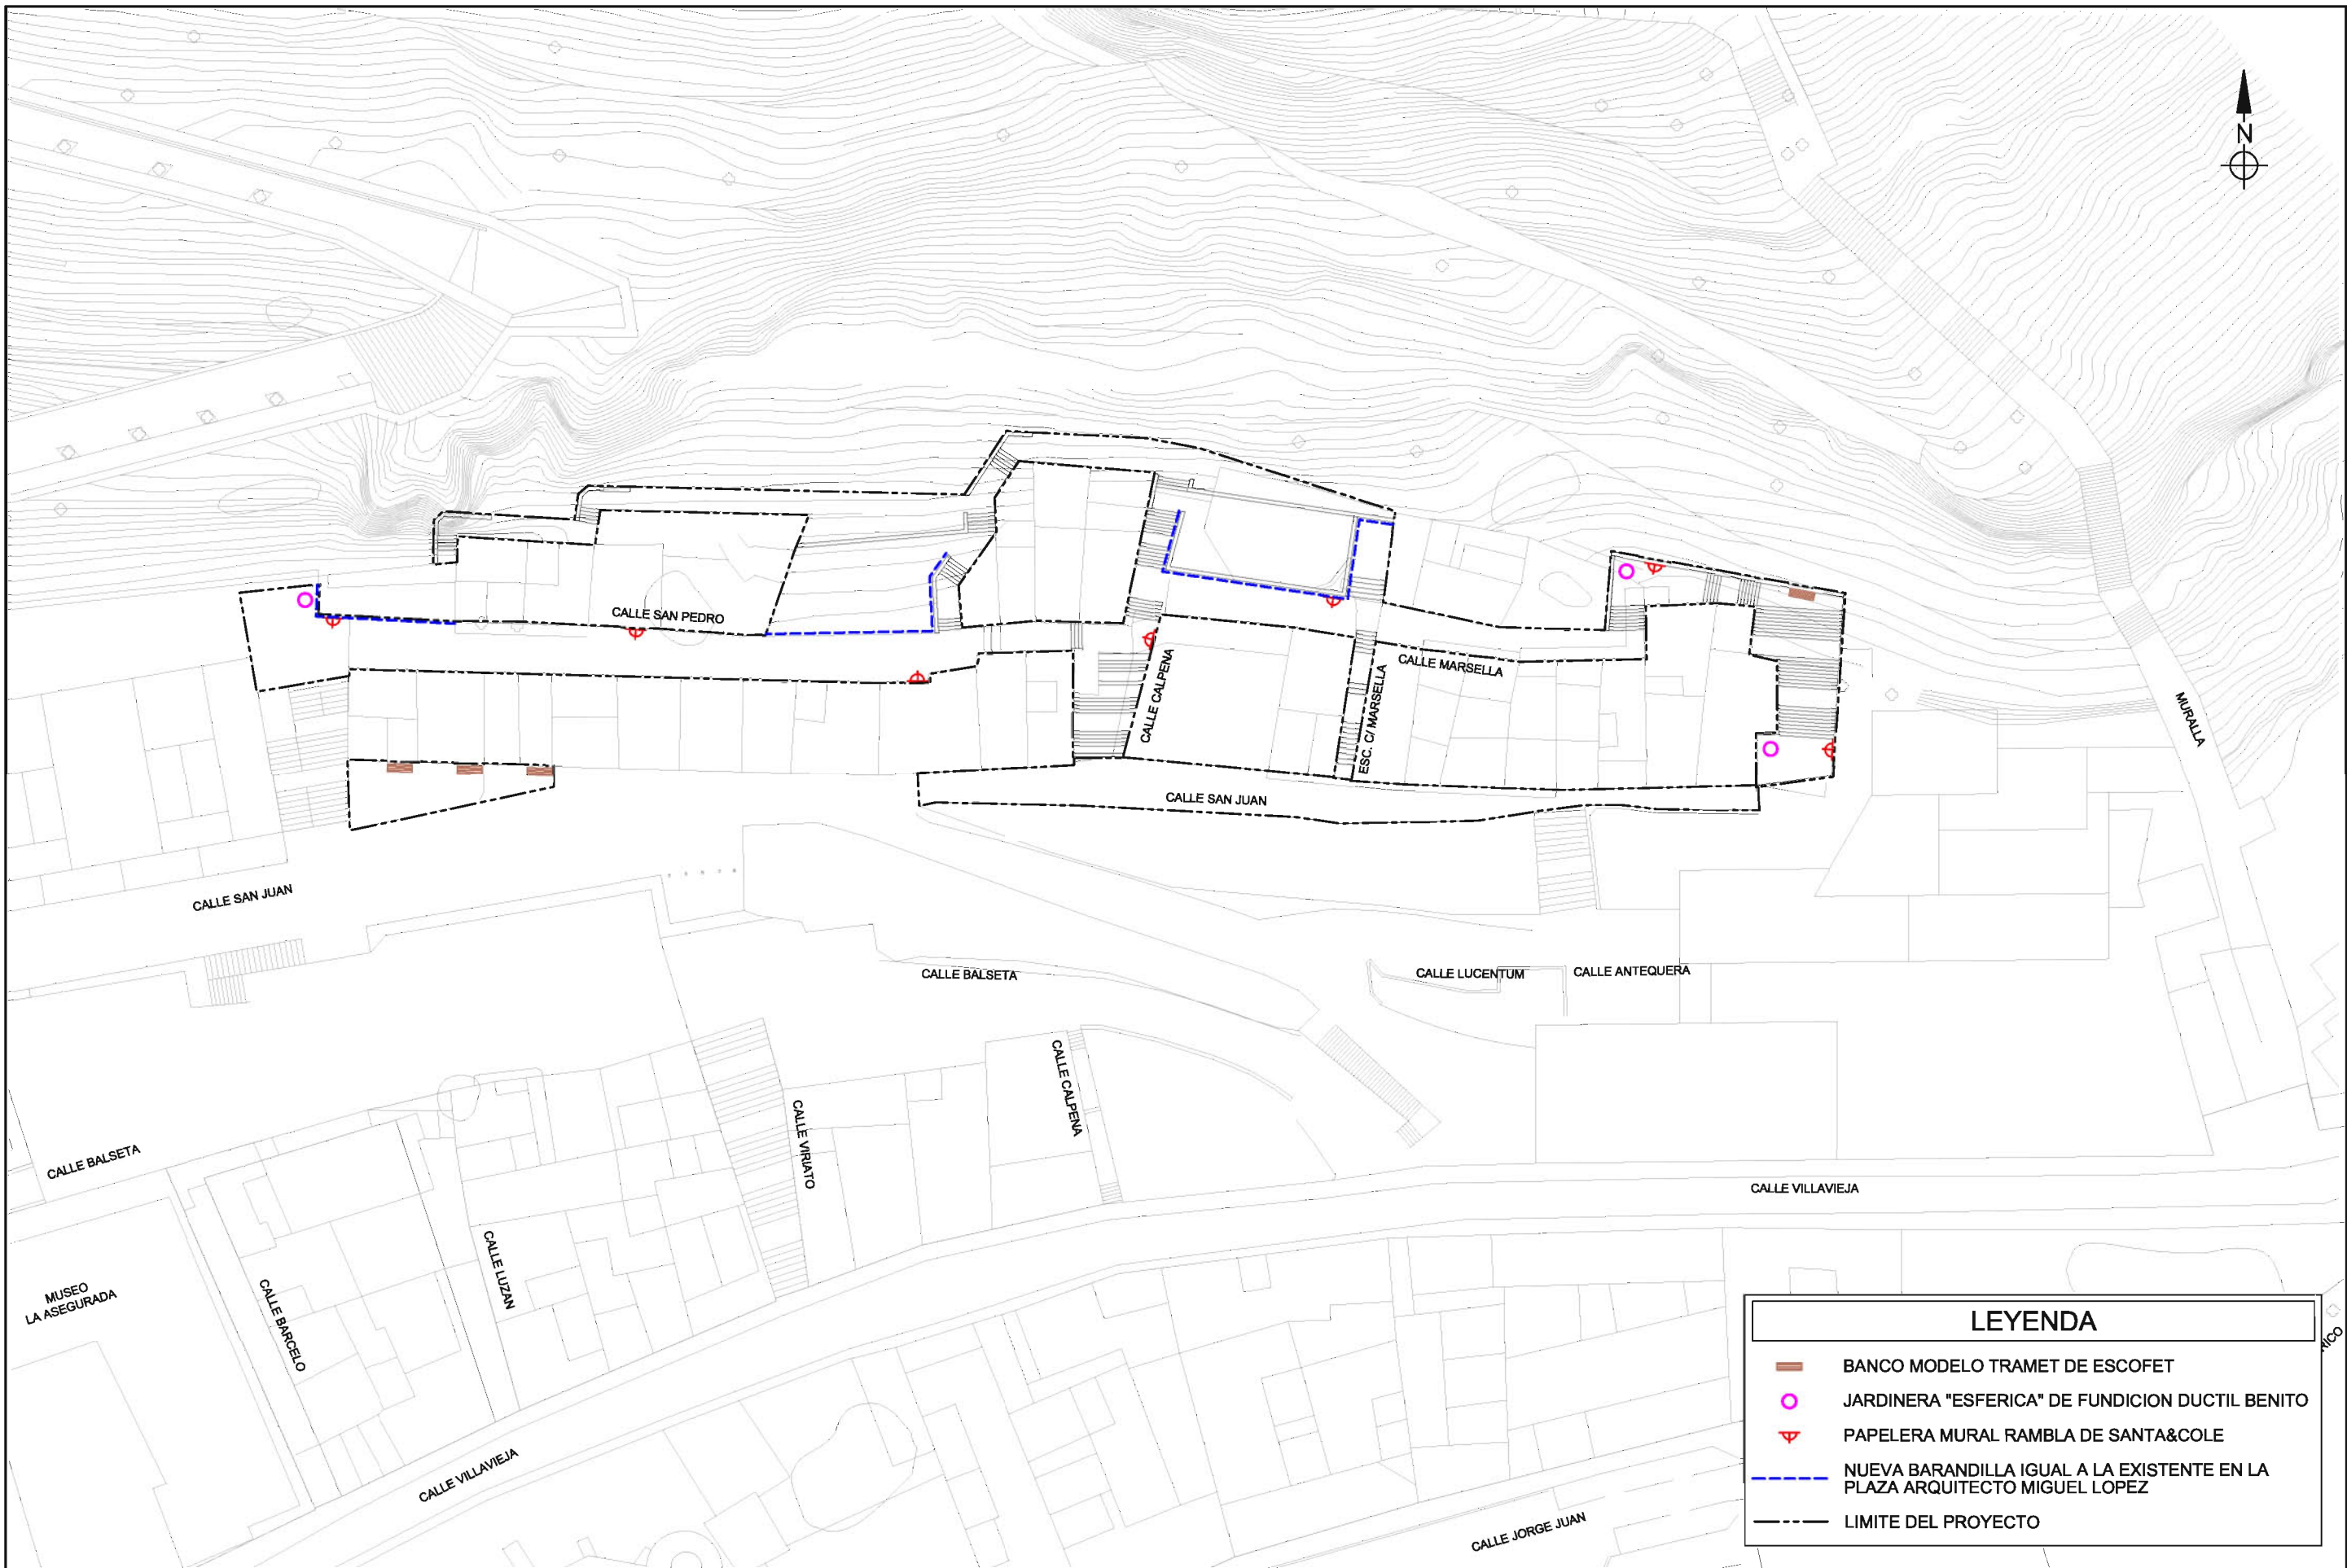 N
CALLE SAN PEDRO
CALLE CALPENA
CALLE MARSELLA
ESC. C/ MARSELLA
MURALLA
CALLE SAN JUAN
CALLE SAN JUAN
CALLE BALSETA
CALLE LUCENTUM
CALLE ANTEQUERA
CALLE CALPENA
CALLE VIRIATO
CALLE BALSETA
CALLE VILLAVIEJA
CALLE LUZAN
MUSEO
LA ASEGURADA
CALLE BARCELO
CALLE VILLAVIEJA
CALLE JORGE JUAN
LEYENDA
BANCO MODELO TRAMET DE ESCOFET
JARDINERA "ESFERICA" DE FUNDICION DUCTIL BENITO
PAPELERA MURAL RAMBLA DE SANTA&COLE
NUEVA BARANDILLA IGUAL A LA EXISTENTE EN LA
PLAZA ARQUITECTO MIGUEL LOPEZ
LIMITE DEL PROYECTO